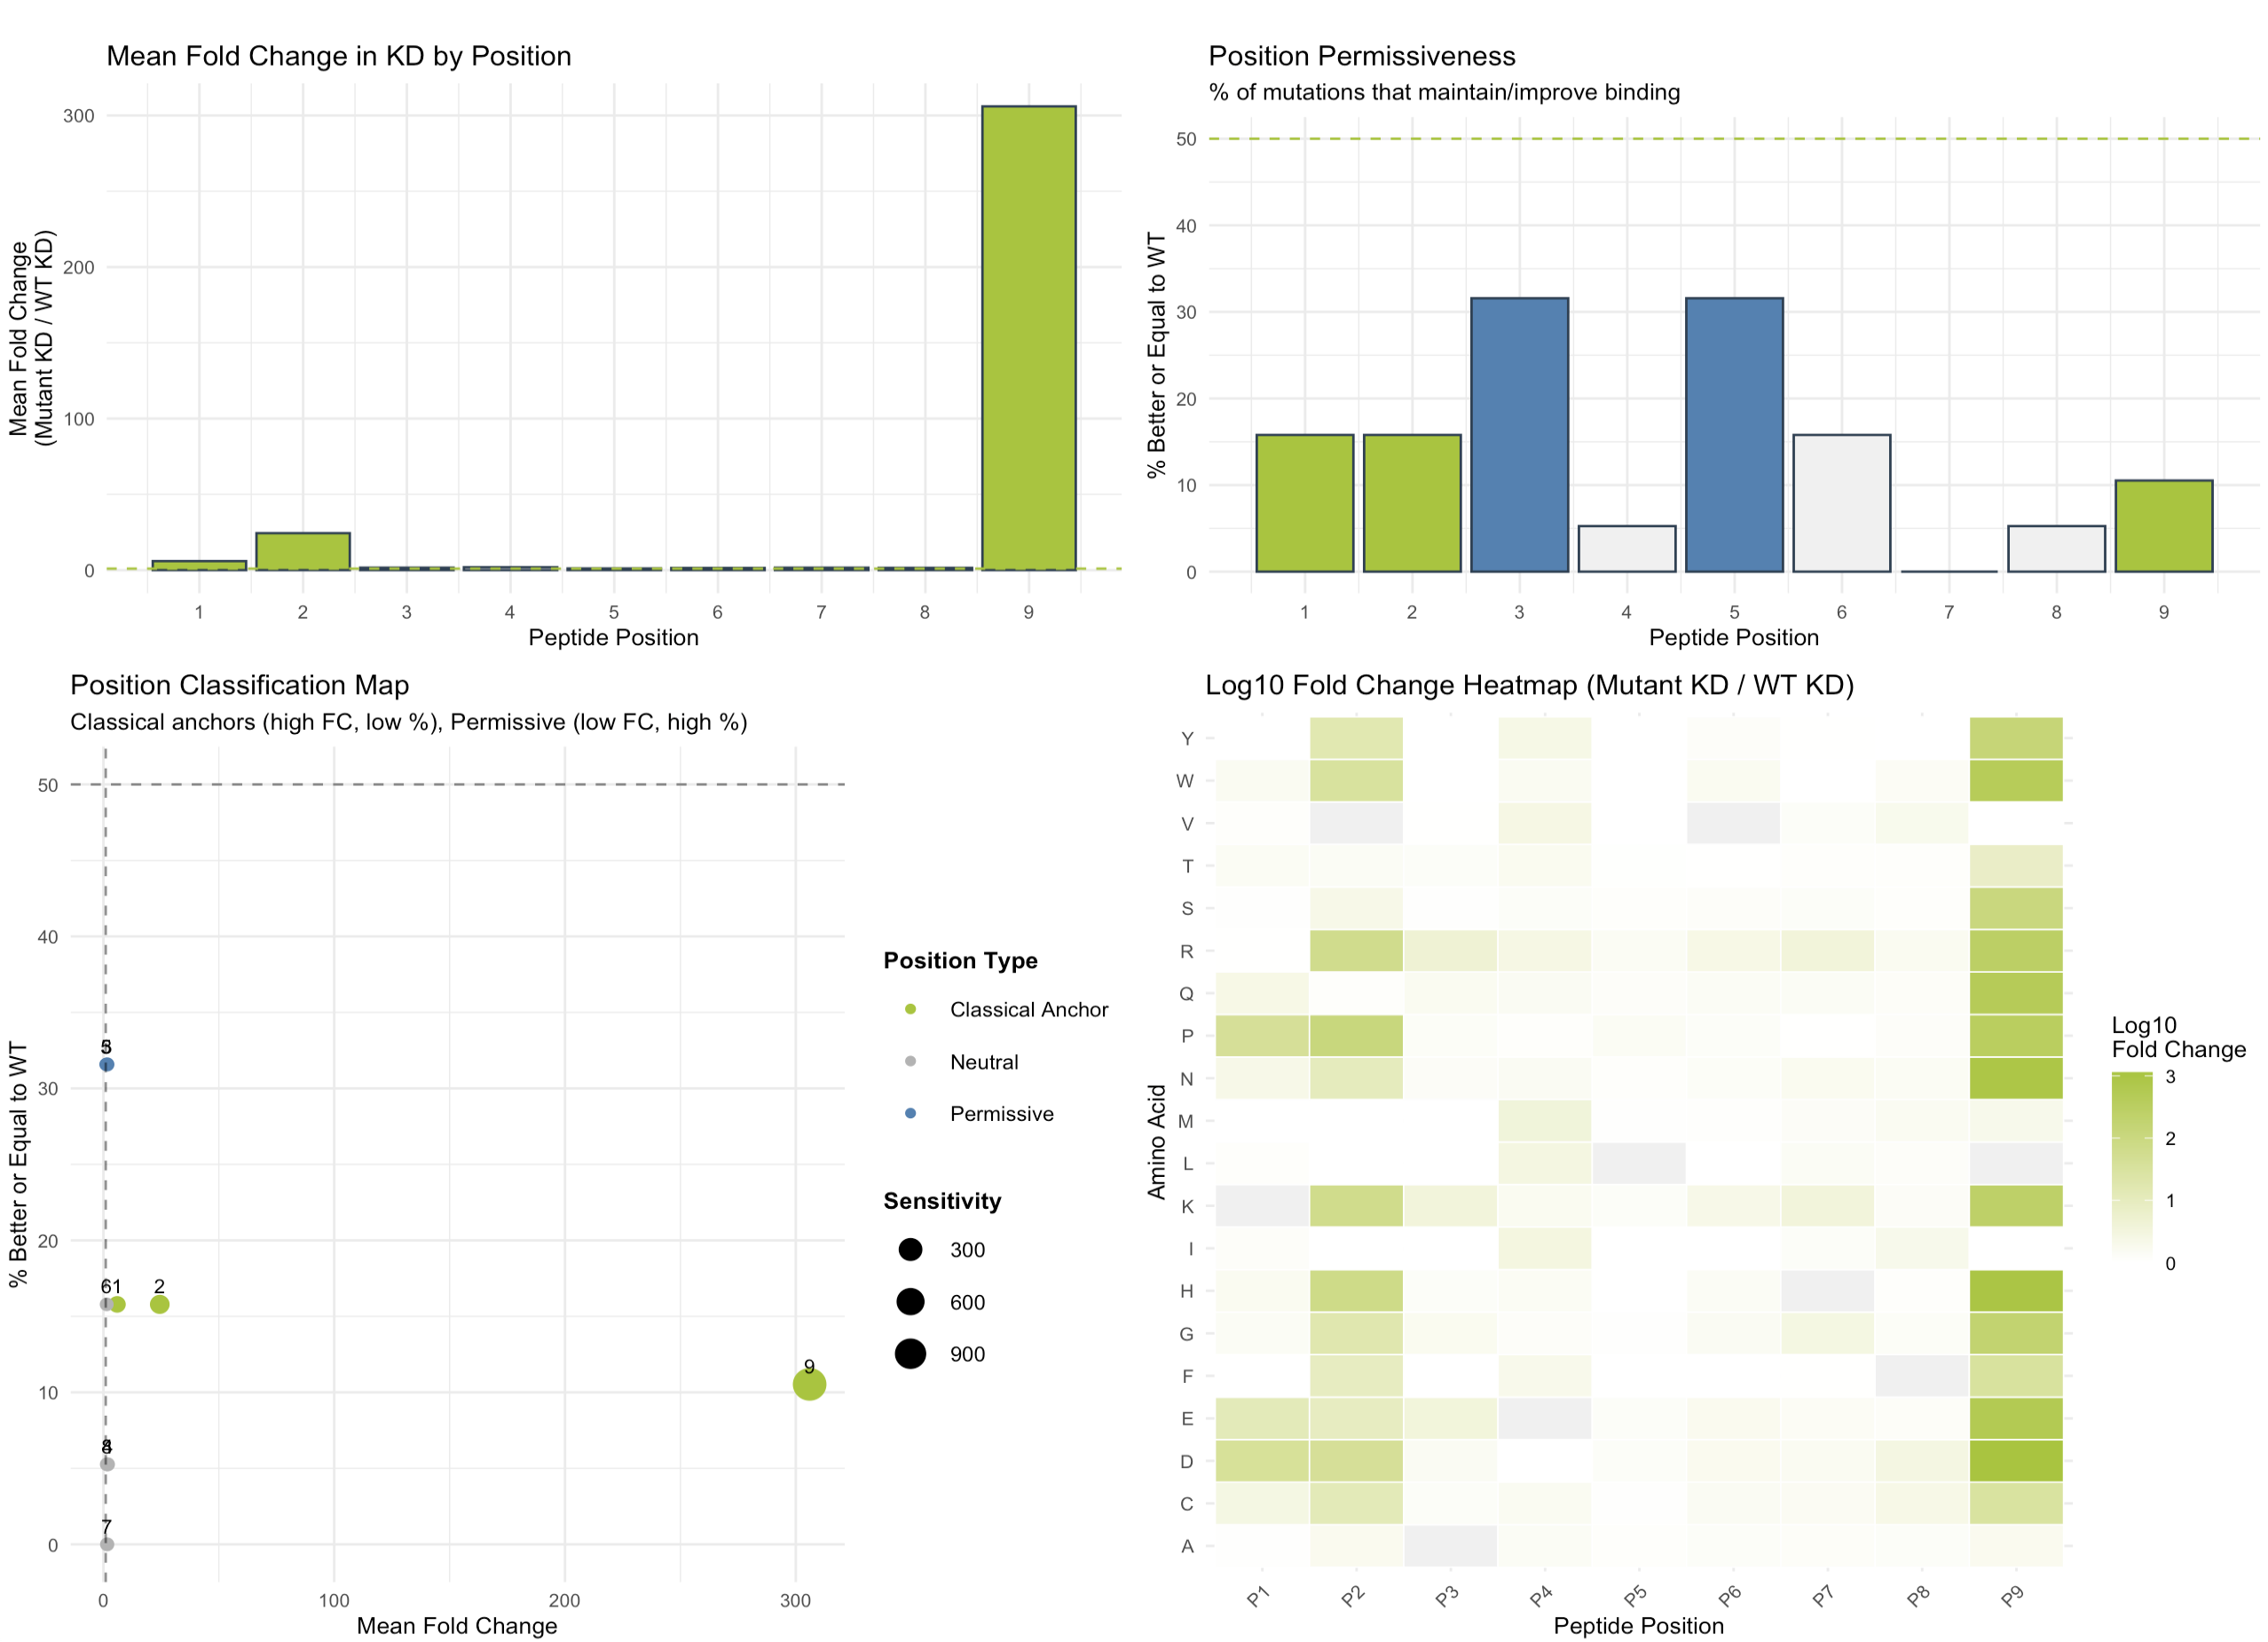 Mean Fold Change in KD by Position
Mean Fold Change
(Mutant KD / WT KD)
300
200
100
0
1 2 3 4 5 6 7 8 9
Peptide Position
Position Permissiveness
% of mutations that maintain/improve binding
% Better or Equal to WT
50
40
30
20
10
0
1 2 3 4 5 6 7 8 9
Peptide Position
Position Classification Map
Classical anchors (high FC, low %), Permissive (low FC, high %)
% Better or Equal to WT
50
40
30
20
10
0
61 2
9
7
0 100 200 300
Mean Fold Change
Position Type
Classical Anchor
Neutral
Permissive
Sensitivity
300
600
900
Log10 Fold Change Heatmap (Mutant KD / WT KD)
Amino Acid
Y
W
V
T
S
R
Q
P
N
M
L
K
I
H
G
F
E
D
C
A
P1 P2 P3 P4 P5 P6 P7 P8 P9
Peptide Position
Log10
Fold Change
3
2
1
0